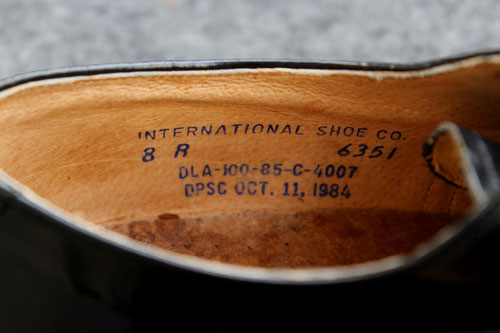 INTERNATIONAL SHOE CO.
8 R 6351
DLA-100-85-C-4007
DPSC OCT. 11, 1984